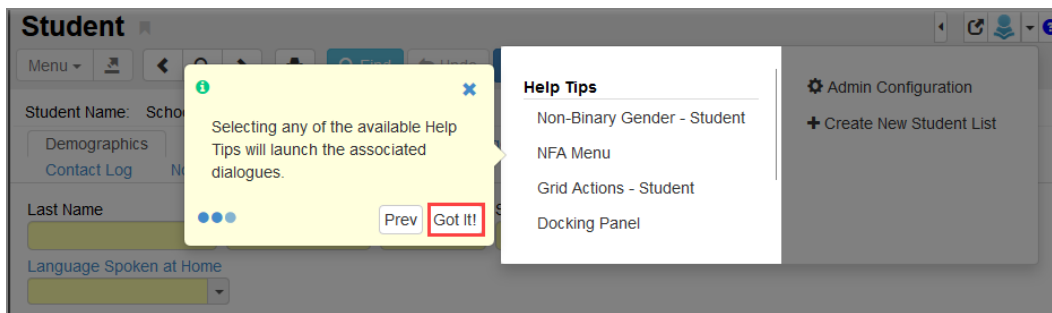 Student
Menu
Find
Undo
Student Name: Schoo
Demographics
Contact Log
Last Name
Language Spoken at Home
Selecting any of the available Help
Tips will launch the associated
dialogues.
Prev
Got It!
Help Tips
Non-Binary Gender - Student
NFA Menu
Grid Actions - Student
Docking Panel
Admin Configuration
Create New Student List